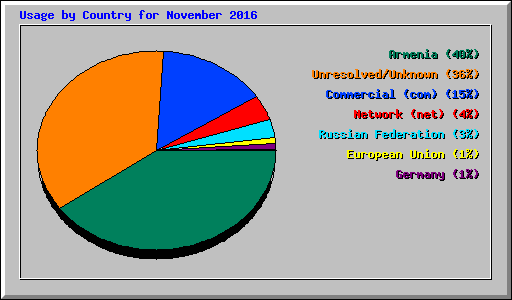 Usage by Country for November 2016
Armenia (40%)
Unresolved/Unknown (36%)
Commercial (com) (15%)
Network (net) (4%)
Russian Federation (3%)
European Union (1%)
Germany (1%)